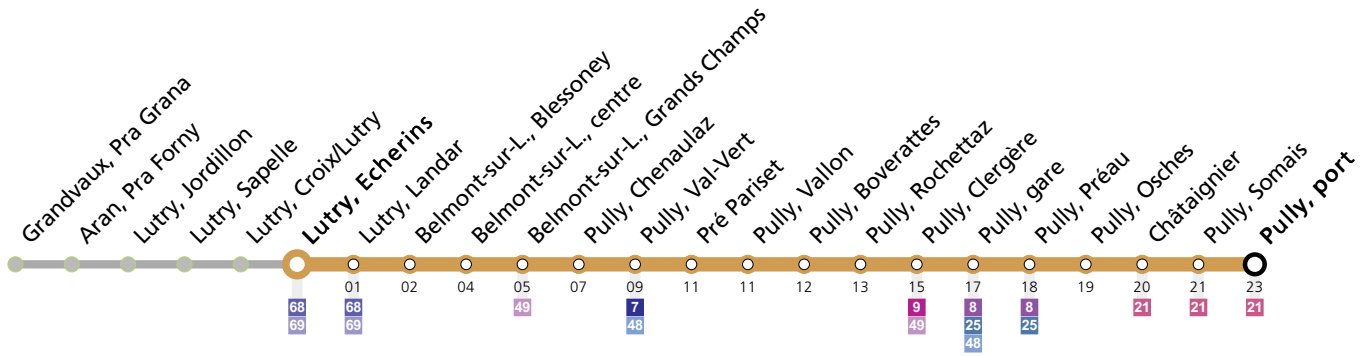 Grandvaux, Pra Grana
Aran, Pra Forny
Lutry, Jordillon
Lutry, Sapelle
Lutry, Croix/Lutry
Lutry, Echerins
Lutry, Landar
Belmont-sur-L., Blessoney
Belmont-sur-L., centre
Belmont-sur-L., Grands Champs
Pully, Chenaulaz
Pully, Val-Vert
Pré Pariset
Pully, Vallon
Pully, Boverattes
Pully, Rochettaz
Pully, Clergère
Pully, gare
Pully, Préau
Pully, Osches
Châtaignier
Pully, Somais
Pully, port
01 02 04 05 07 09 11 11 12 13 15 17 18 19 20 21 23
68 68 49 7 9 8 8 21 21 21
69 69 48 49 25 25
48